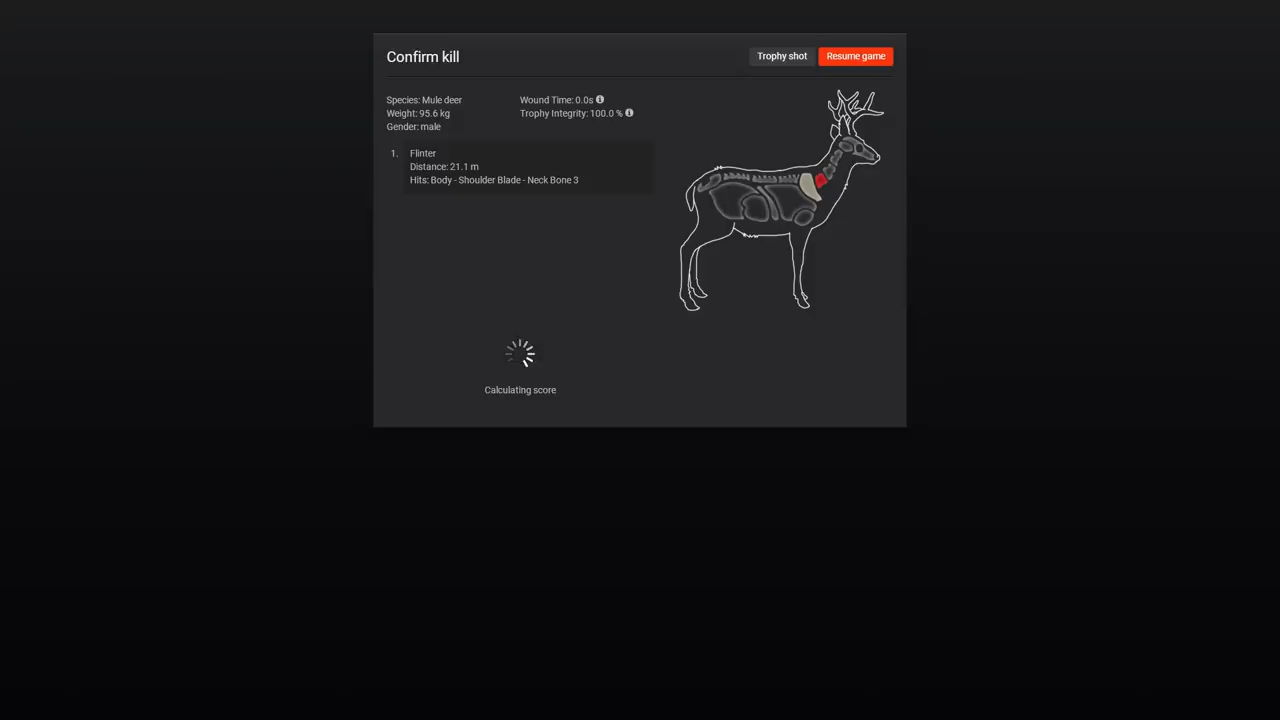 Confirm kill
Trophy shot
Resume game
Species: Mule deer
Weight: 95.6 kg
Gender: male
Wound Time: 0.0s
Trophy Integrity: 100.0 %
1.
Flinter
Distance: 21.1 m
Hits: Body - Shoulder Blade - Neck Bone 3
Calculating score